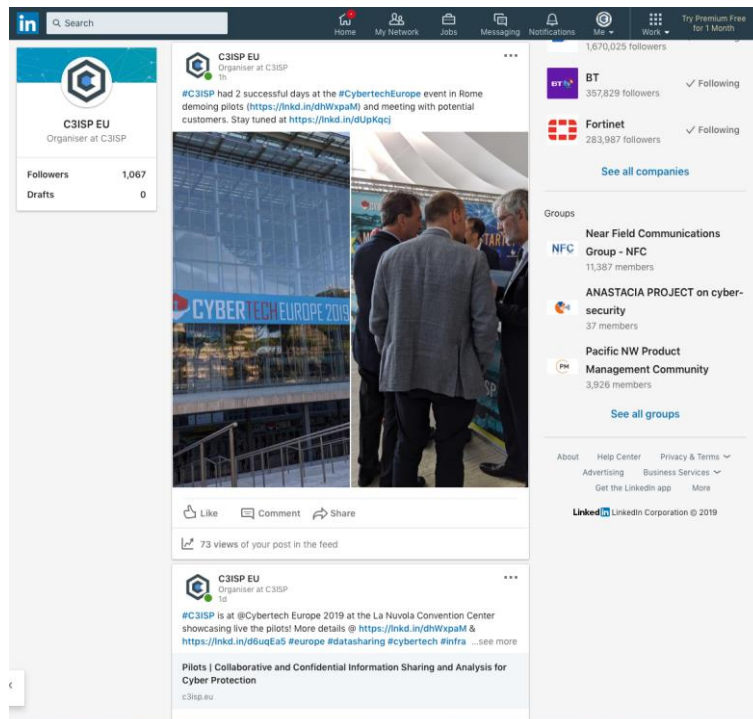 in
Search
Home
My Network
Jobs
Messaging
Notifications
Me
Work
Try Premium Free
for 1 Month
C3ISP EU
Organiser at C3ISP
Followers 1,067
Drafts 0
C3ISP EU
Organiser at C3ISP
1h
#C3ISP had 2 successful days at the #CybertechEurope event in Rome
demoing pilots (https://lnkd.in/dhWxpaM) and meeting with potential
customers. Stay tuned at https://lnkd.in/dUpKqcj
CYBERTECH EUROPE 2019
START
Like
Comment
Share
73 views of your post in the feed
C3ISP EU
Organiser at C3ISP
1d
#C3ISP is at @Cybertech Europe 2019 at the La Nuvola Convention Center
showcasing live the pilots! More details @ https://lnkd.in/dhWxpaM &
https://lnkd.in/d6uqEa5 #europe #datasharing #cybertech #infra ...see more
Pilots | Collaborative and Confidential Information Sharing and Analysis for
Cyber Protection
c3isp.eu
1,670,025 followers
BT
BT
357,829 followers
Following
Fortinet
283,987 followers
Following
See all companies
Groups
NFC
Near Field Communications
Group - NFC
11,387 members
ANASTACIA PROJECT on cyber-
security
37 members
PM
Pacific NW Product
Management Community
3,926 members
See all groups
About Help Center Privacy & Terms
Advertising Business Services
Get the LinkedIn app More
Linked in LinkedIn Corporation © 2019